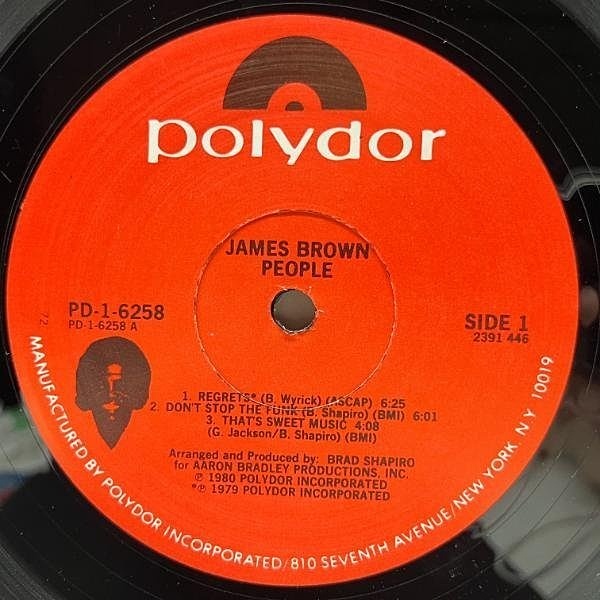 polydor
JAMES BROWN
PEOPLE
PD-1-6258
PD-1-6258 A
SIDE 1
2391 446
72
1. REGRETS* (B. Wyrick) (ASCAP) 6:25
2. DON'T STOP THE FUNK (B. Shapiro) (BMI) 6:01
3. THAT'S SWEET MUSIC 4:08
(G. Jackson/B. Shapiro) (BMI)
Arranged and Produced by: BRAD SHAPIRO
for AARON BRADLEY PRODUCTIONS, INC.
℗ 1980 POLYDOR INCORPORATED
*℗ 1979 POLYDOR INCORPORATED
MANUFACTURED BY POLYDOR INCORPORATED/810 SEVENTH AVENUE/NEW YORK, N.Y. 10019